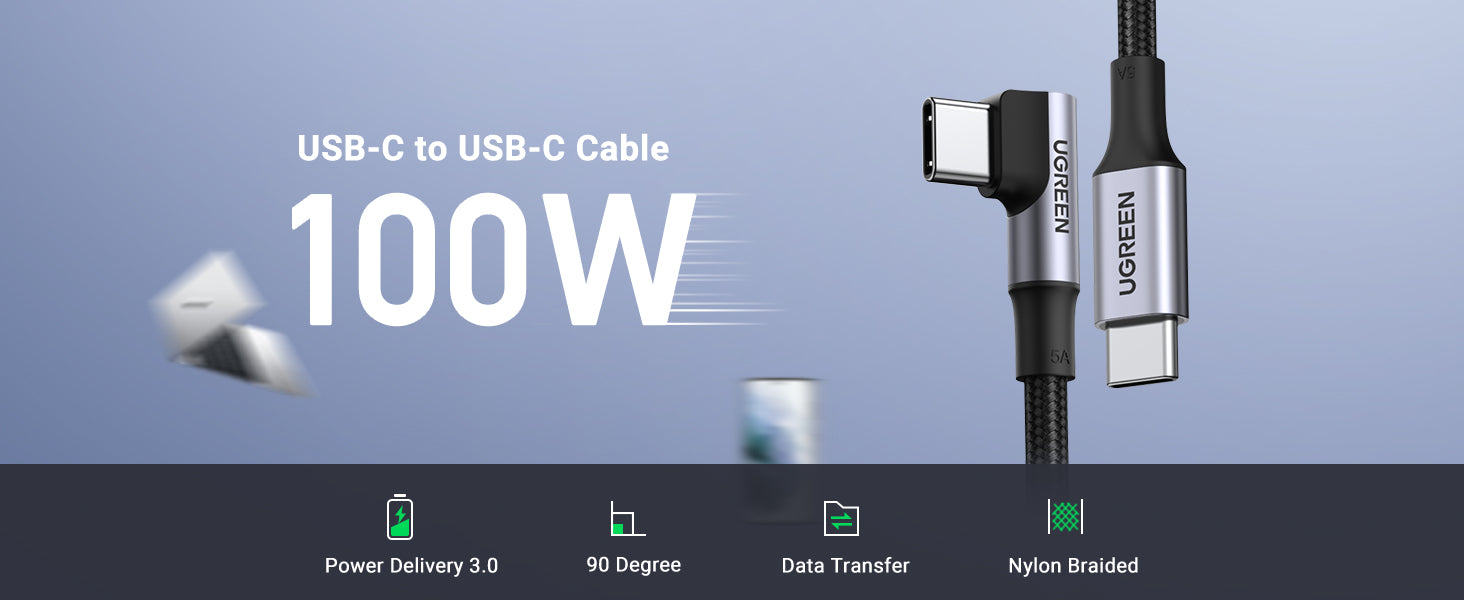 USB-C to USB-C Cable
100W
UGREEN
UGREEN
5A
5A
Power Delivery 3.0
90 Degree
Data Transfer
Nylon Braided